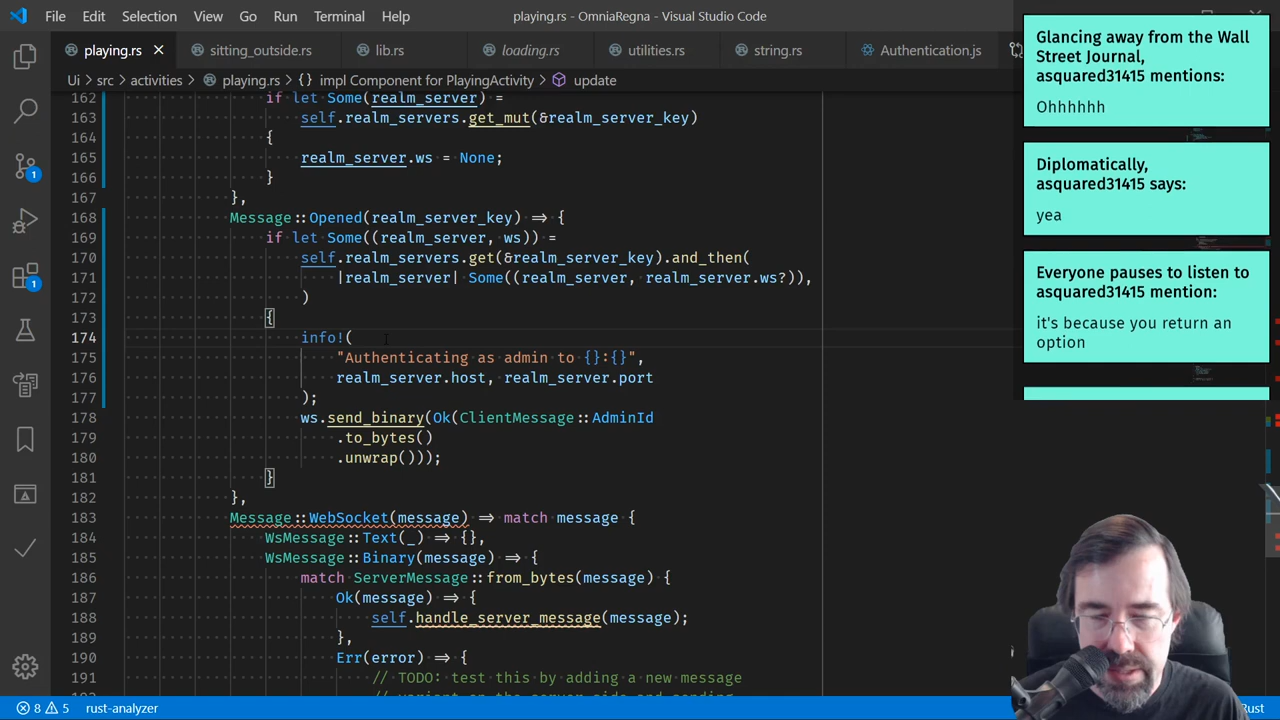 File Edit Selection View Go Run Terminal Help
playing.rs - OmniaRegna - Visual Studio Code
playing.rs sitting_outside.rs lib.rs loading.rs utilities.rs string.rs Authentication.js
Ui › src › activities › playing.rs › {} impl Component for PlayingActivity › update
162 if let Some(realm_server) =
163 self.realm_servers.get_mut(&realm_server_key)
164 {
165 realm_server.ws = None;
166 }
167 },
168 Message::Opened(realm_server_key) => {
169 if let Some((realm_server, ws)) =
170 self.realm_servers.get(&realm_server_key).and_then(
171 |realm_server| Some((realm_server, realm_server.ws?)),
172 )
173 {
174 info!(
175 "Authenticating as admin to {}:{}",
176 realm_server.host, realm_server.port
177 );
178 ws.send_binary(Ok(ClientMessage::AdminId
179 .to_bytes()
180 .unwrap()));
181 }
182 },
183 Message::WebSocket(message) => match message {
184 WsMessage::Text(_) => {},
185 WsMessage::Binary(message) => {
186 match ServerMessage::from_bytes(message) {
187 Ok(message) => {
188 self.handle_server_message(message);
189 },
190 Err(error) => {
191 // TODO: test this by adding a new message
Glancing away from the Wall
Street Journal,
asquared31415 mentions:
Ohhhhhh
Diplomatically,
asquared31415 says:
yea
Everyone pauses to listen to
asquared31415 mention:
it's because you return an
option
1
1
8 5 rust-analyzer
Rust